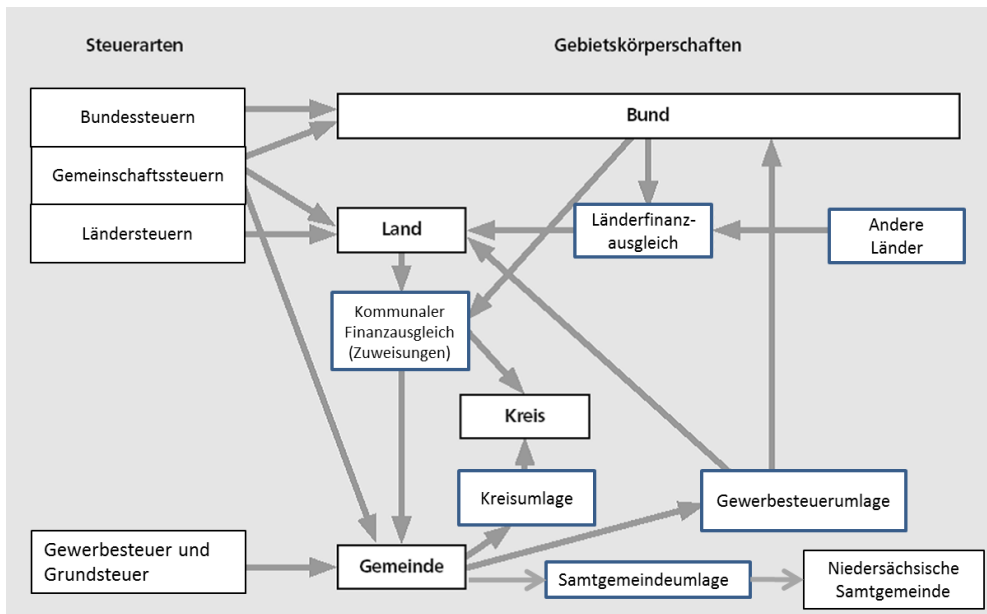 Steuerarten
Gebietskörperschaften
Bundessteuern
Bund
Gemeinschaftssteuern
Ländersteuern
Land
Länderfinanz-
ausgleich
Andere
Länder
Kommunaler
Finanzausgleich
(Zuweisungen)
Kreis
Kreisumlage
Gewerbesteuerumlage
Gewerbesteuer und
Grundsteuer
Gemeinde
Samtgemeindeumlage
Niedersächsische
Samtgemeinde